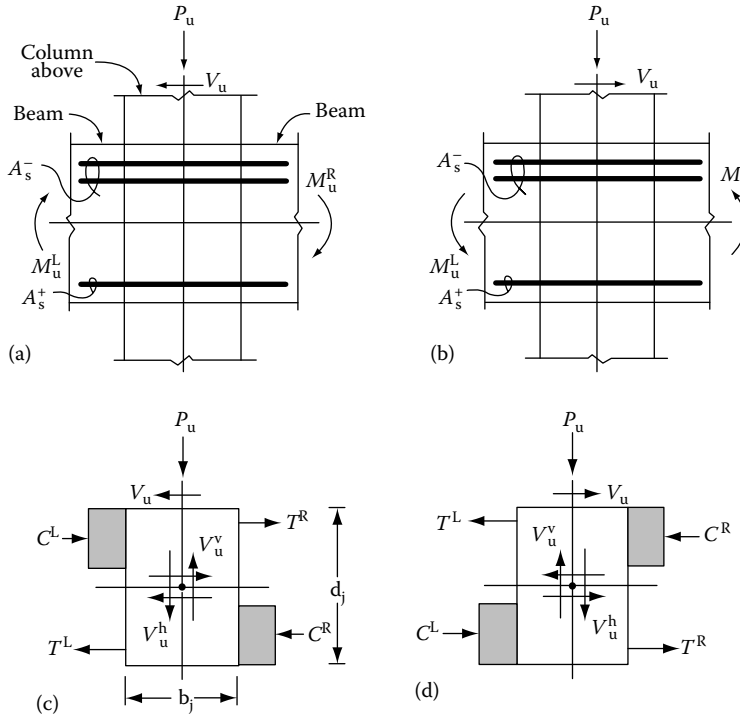 P_u
P_u
Column
above
V_u
V_u
Beam
Beam
A_s^-
A_s^-
M_u^R
M
M_u^L
M_u^L
A_s^+
A_s^+
(a)
(b)
P_u
P_u
V_u
V_u
T^R
T^L
C^L
V_u^v
V_u^v
C^R
d_j
V_u^h
V_u^h
T^L
C^R
C^L
T^R
b_j
(c)
(d)